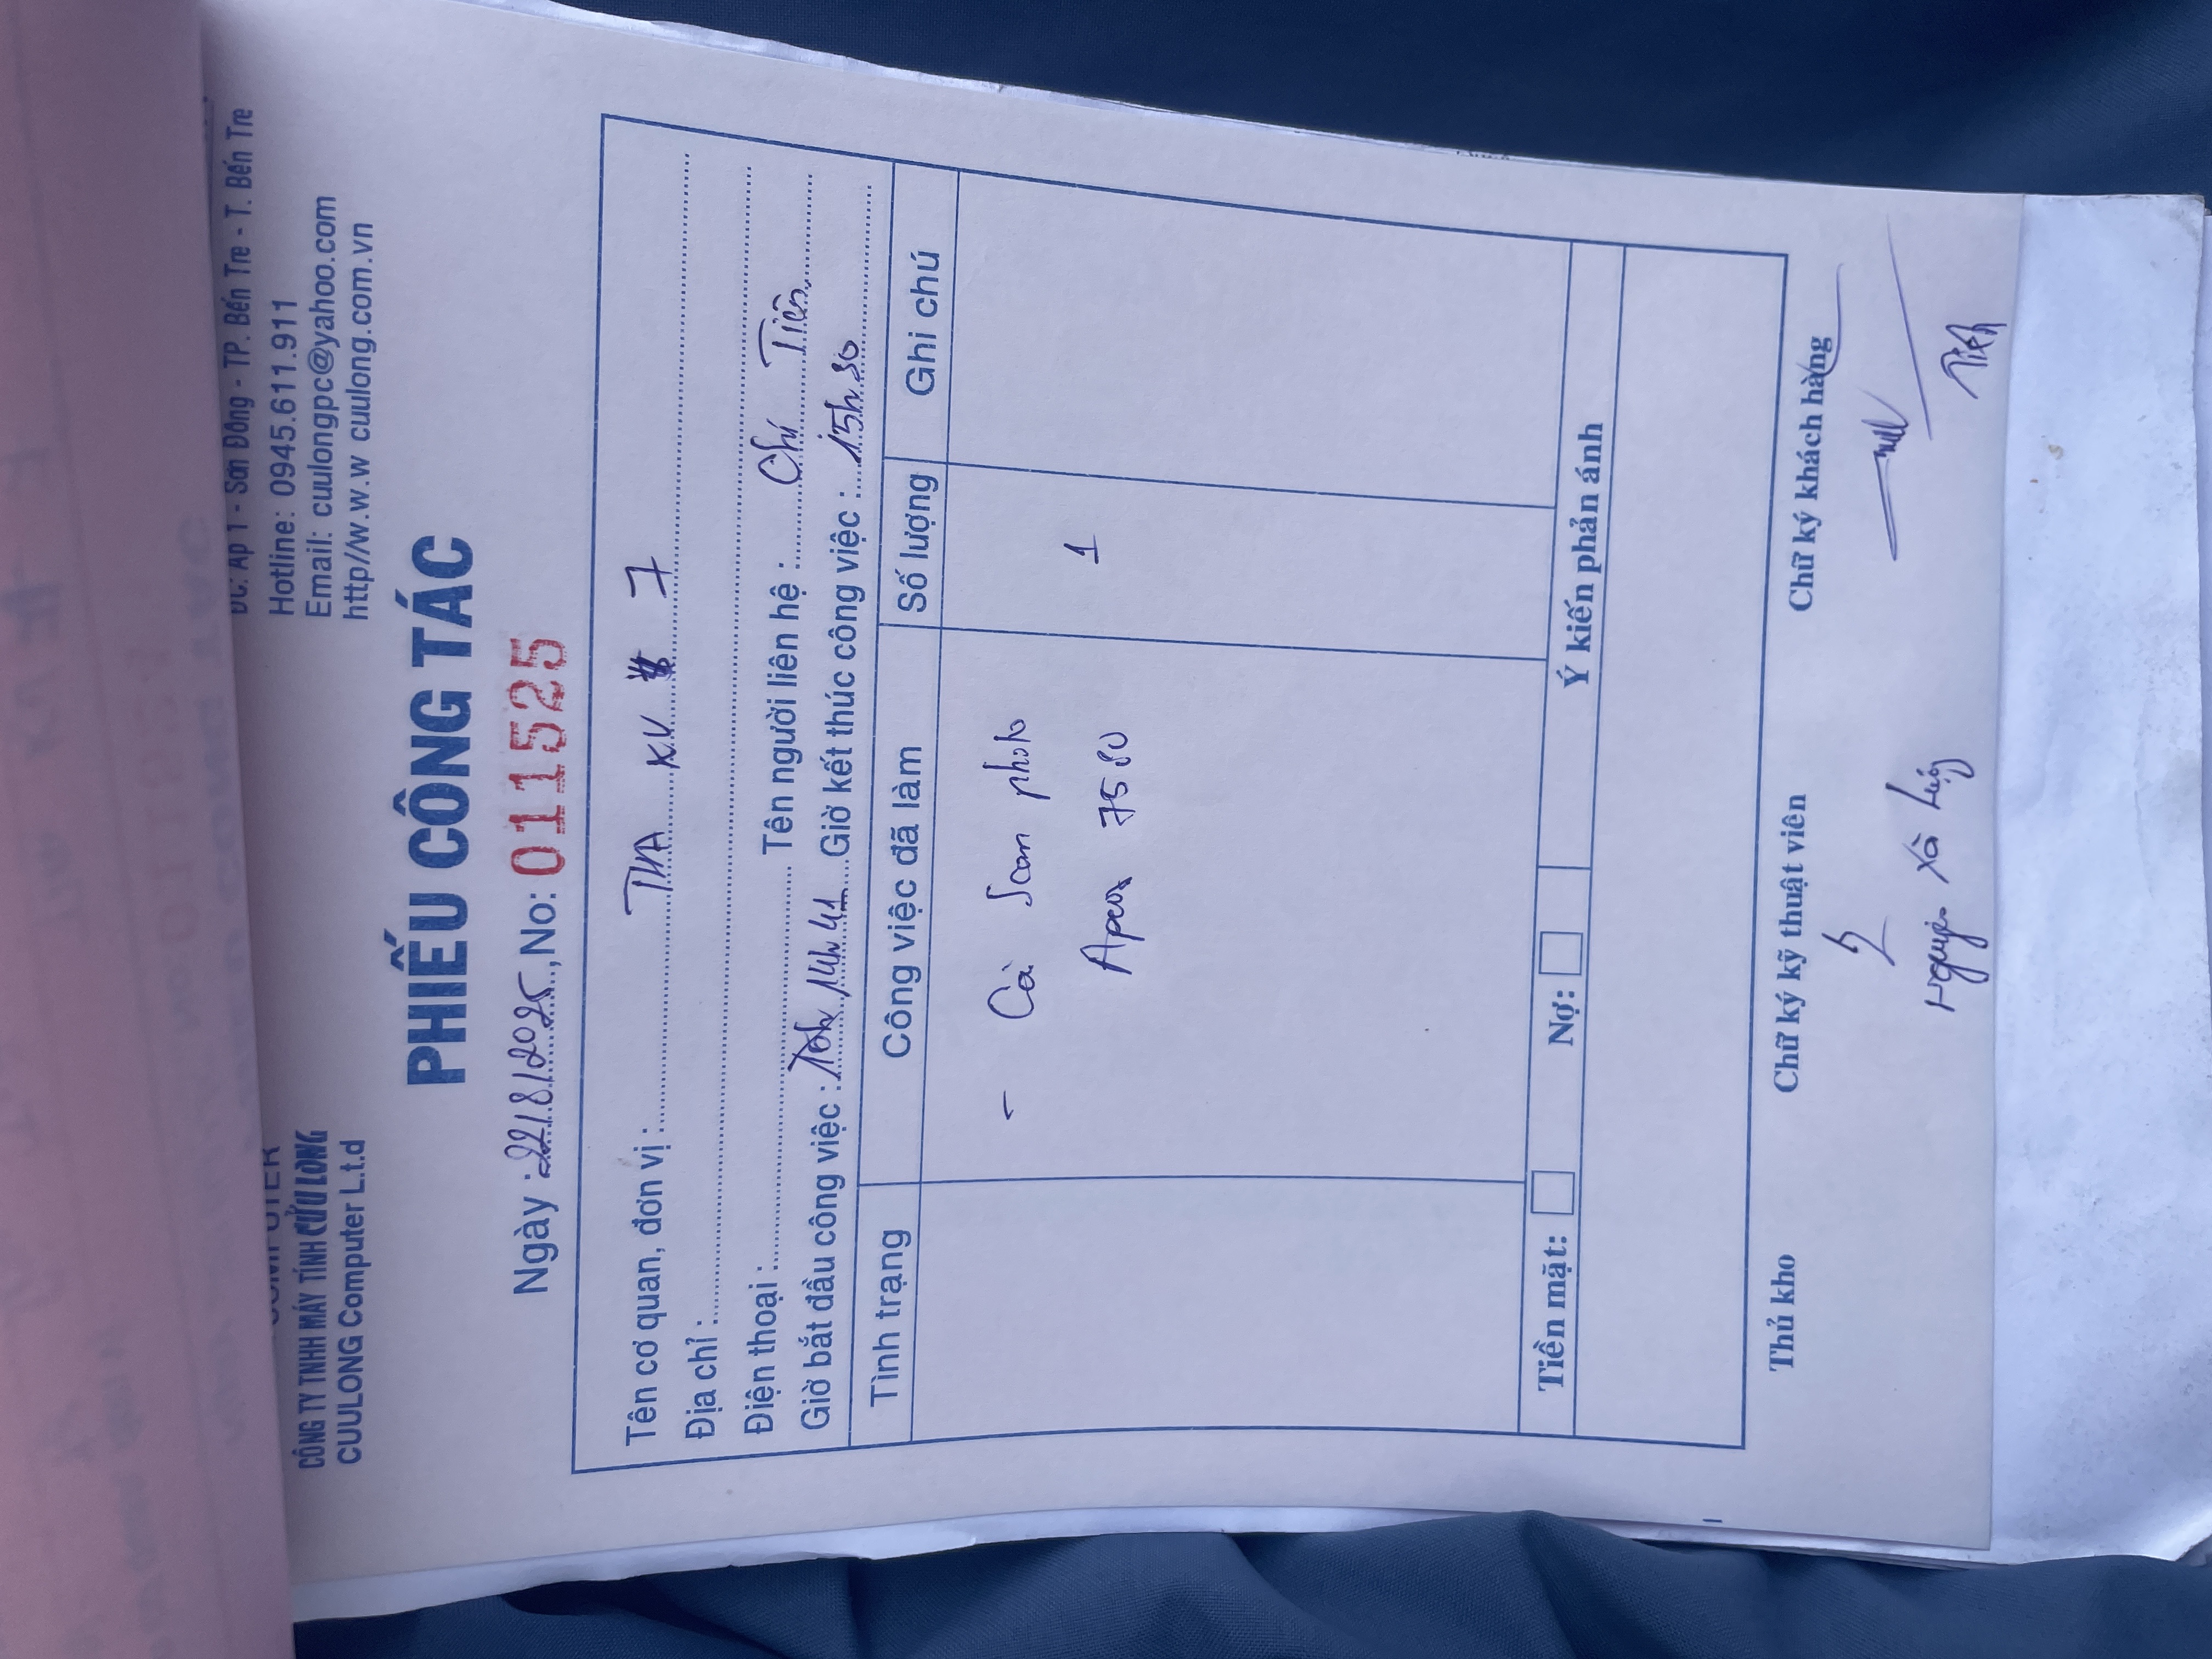 CÔNG TY TNHH MÁY TÍNH CỬU LONG
CUULONG Computer L.t.d
ĐC: Ấp 1 - Sơn Đông - TP. Bến Tre - T. Bến Tre
Hotline: 0945.611.911
Email: cuulongpc@yahoo.com
http//w.w.w cuulong.com.vn
PHIẾU CÔNG TÁC
Ngày : 22/8/2025, No: 011525
Tên cơ quan, đơn vị : THA KV 7
Địa chỉ :
Điện thoại : Tên người liên hệ : Chí Tiên
Giờ bắt đầu công việc : 14h41 Giờ kết thúc công việc : 15h30
Tình trạng Công việc đã làm Số lượng Ghi chú
- Cài Scan photo 1
Apeos 7580
Tiền mặt: Nợ: Ý kiến phản ánh
Thủ kho Chữ ký kỹ thuật viên Chữ ký khách hàng